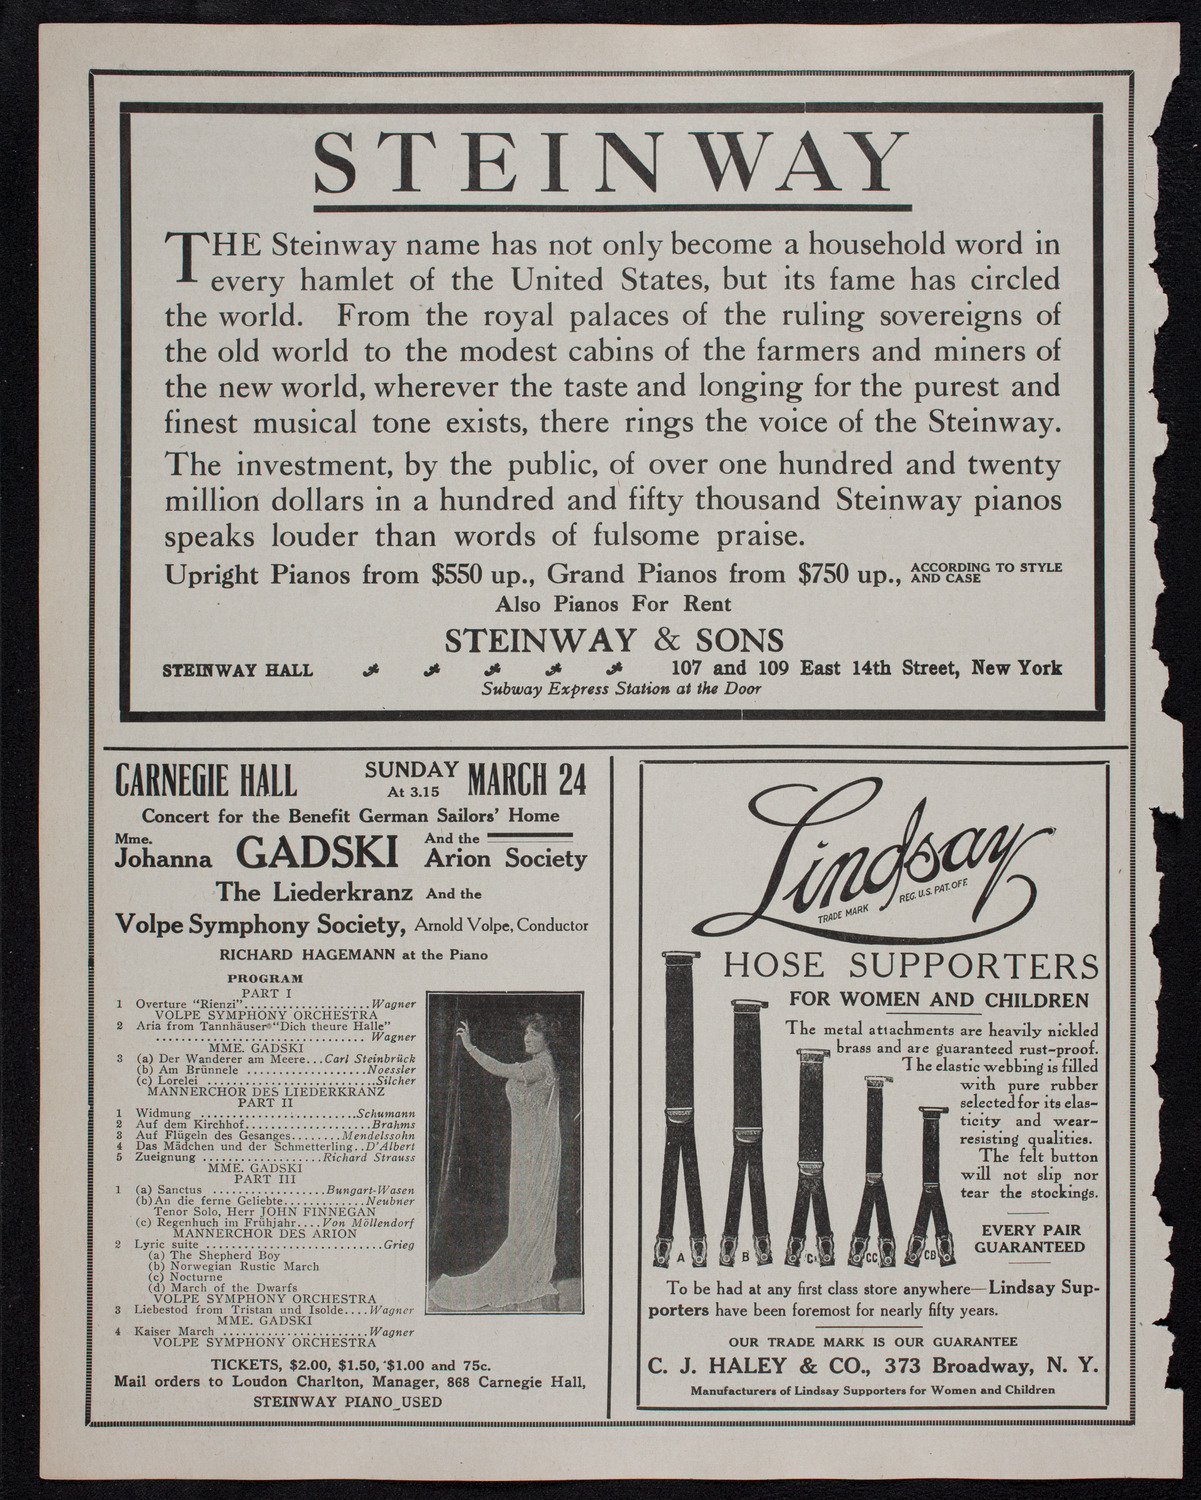 STEINWAY
THE Steinway name has not only become a household word in
every hamlet of the United States, but its fame has circled
the world. From the royal palaces of the ruling sovereigns of
the old world to the modest cabins of the farmers and miners of
the new world, wherever the taste and longing for the purest and
finest musical tone exists, there rings the voice of the Steinway.
The investment, by the public, of over one hundred and twenty
million dollars in a hundred and fifty thousand Steinway pianos
speaks louder than words of fulsome praise.
Upright Pianos from $550 up., Grand Pianos from $750 up., ACCORDING TO STYLE
AND CASE
Also Pianos For Rent
STEINWAY & SONS
STEINWAY HALL 107 and 109 East 14th Street, New York
Subway Express Station at the Door
CARNEGIE HALL SUNDAY At 3.15 MARCH 24
Concert for the Benefit German Sailors' Home
Mme. Johanna GADSKI And the Arion Society
The Liederkranz And the
Volpe Symphony Society, Arnold Volpe, Conductor
RICHARD HAGEMANN at the Piano
PROGRAM
PART I
1 Overture "Rienzi"....................Wagner
VOLPE SYMPHONY ORCHESTRA
2 Aria from Tannhäuser "Dich theure Halle"
................................Wagner
MME. GADSKI
3 (a) Der Wanderer am Meere...Carl Steinbrück
(b) Am Brünnele ..................Noessler
(c) Lorelei .........................Silcher
MANNERCHOR DES LIEDERKRANZ
PART II
1 Widmung .......................Schumann
2 Auf dem Kirchhof...................Brahms
3 Auf Flügeln des Gesanges........Mendelssohn
4 Das Mädchen und der Schmetterling..D'Albert
5 Zueignung ..................Richard Strauss
MME. GADSKI
PART III
1 (a) Sanctus .................Bungart-Wasen
(b) An die ferne Geliebte............Neubner
Tenor Solo, Herr JOHN FINNEGAN
(c) Regenhuch im Frühjahr....Von Möllendorf
MANNERCHOR DES ARION
2 Lyric suite ...........................Grieg
(a) The Shepherd Boy
(b) Norwegian Rustic March
(c) Nocturne
(d) March of the Dwarfs
VOLPE SYMPHONY ORCHESTRA
3 Liebestod from Tristan und Isolde....Wagner
MME. GADSKI
4 Kaiser March ......................Wagner
VOLPE SYMPHONY ORCHESTRA
TICKETS, $2.00, $1.50, $1.00 and 75c.
Mail orders to Loudon Charlton, Manager, 868 Carnegie Hall,
STEINWAY PIANO USED
Lindsay
TRADE MARK REG. U.S. PAT. OFF.
HOSE SUPPORTERS
FOR WOMEN AND CHILDREN
The metal attachments are heavily nickled
brass and are guaranteed rust-proof.
The elastic webbing is filled
with pure rubber
selected for its elas-
ticity and wear-
resisting qualities.
The felt button
will not slip nor
tear the stockings.
EVERY PAIR
GUARANTEED
A B C CC CB
To be had at any first class store anywhere—Lindsay Sup-
porters have been foremost for nearly fifty years.
OUR TRADE MARK IS OUR GUARANTEE
C. J. HALEY & CO., 373 Broadway, N. Y.
Manufacturers of Lindsay Supporters for Women and Children